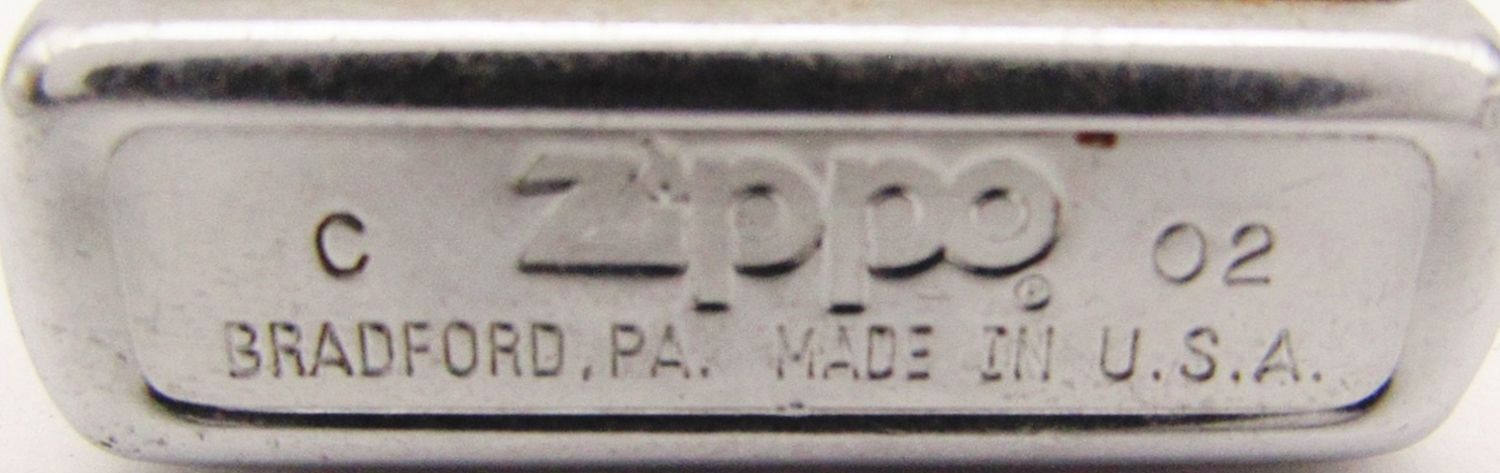 C Zippo® 02
BRADFORD, PA. MADE IN U.S.A.